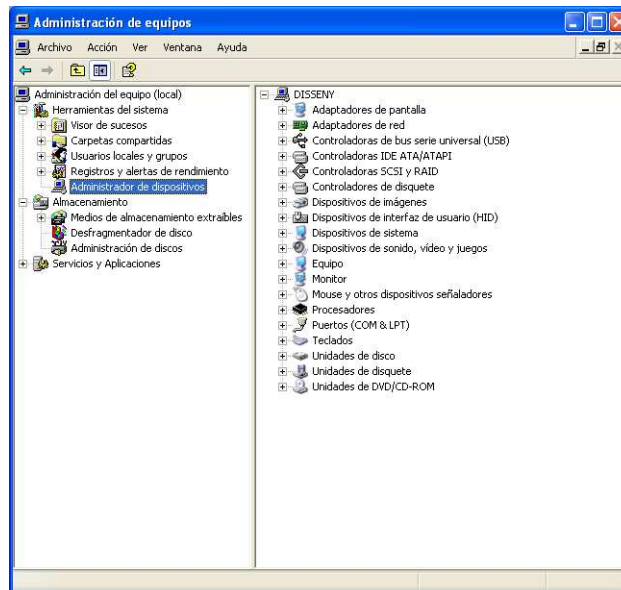 Administración de equipos
Archivo Acción Ver Ventana Ayuda
Administración del equipo (local)
Herramientas del sistema
Visor de sucesos
Carpetas compartidas
Usuarios locales y grupos
Registros y alertas de rendimiento
Administrador de dispositivos
Almacenamiento
Medios de almacenamiento extraíbles
Desfragmentador de disco
Administración de discos
Servicios y Aplicaciones
DISSENY
Adaptadores de pantalla
Adaptadores de red
Controladoras de bus serie universal (USB)
Controladoras IDE ATA/ATAPI
Controladoras SCSI y RAID
Controladores de disquete
Dispositivos de imágenes
Dispositivos de interfaz de usuario (HID)
Dispositivos de sistema
Dispositivos de sonido, vídeo y juegos
Equipo
Monitor
Mouse y otros dispositivos señaladores
Procesadores
Puertos (COM & LPT)
Teclados
Unidades de disco
Unidades de disquete
Unidades de DVD/CD-ROM